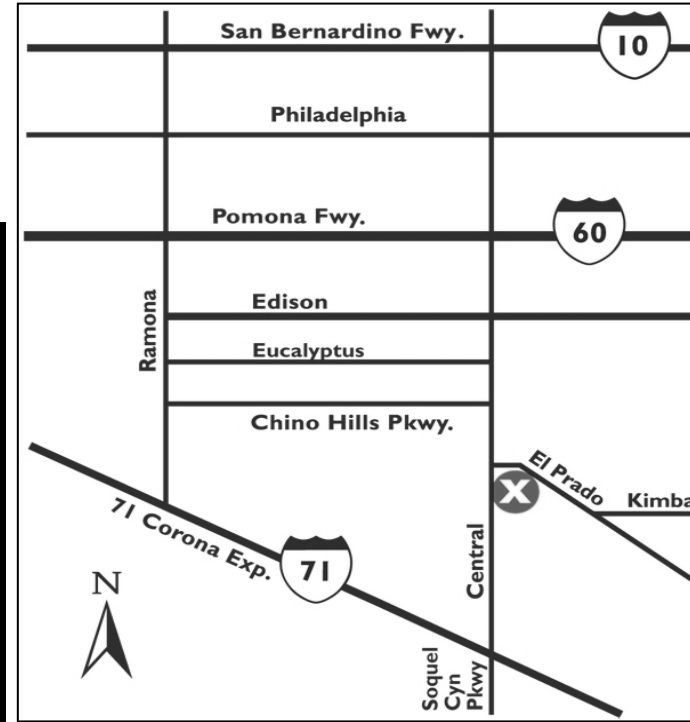 San Bernardino Fwy.
10
Philadelphia
Pomona Fwy.
60
Ramona
Edison
Eucalyptus
Chino Hills Pkwy.
El Prado
X
Kimba
71 Corona Exp.
71
Central
N
Soquel
Cyn
Pkwy